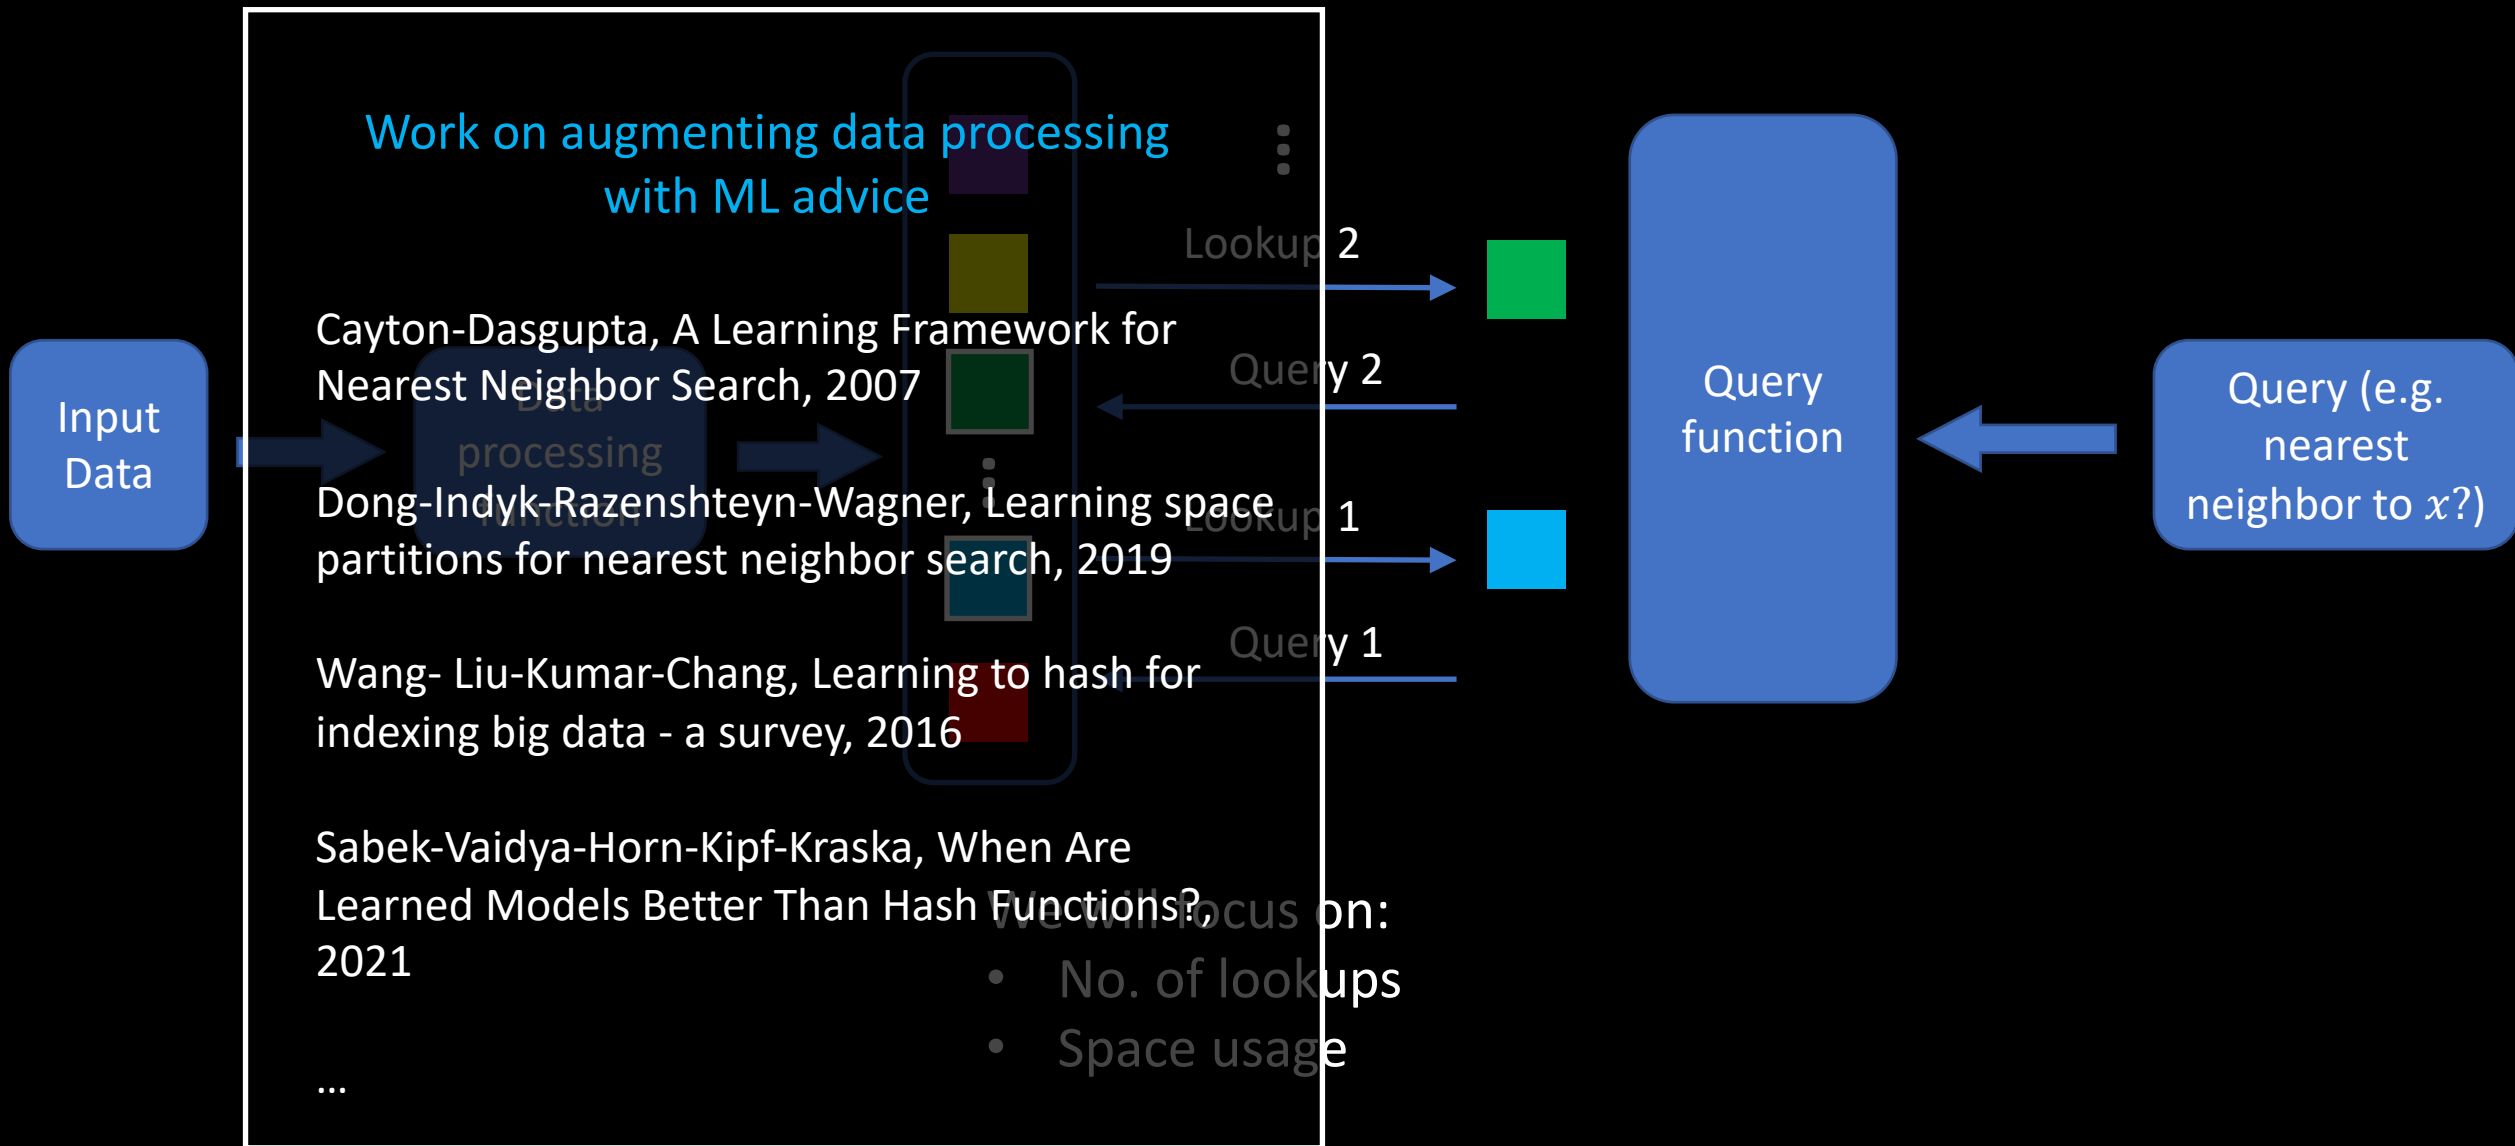 Work on augmenting data processing
with ML advice
Cayton-Dasgupta, A Learning Framework for
Nearest Neighbor Search, 2007
Dong-Indyk-Razenshteyn-Wagner, Learning space
partitions for nearest neighbor search, 2019
Wang- Liu-Kumar-Chang, Learning to hash for
indexing big data - a survey, 2016
Sabek-Vaidya-Horn-Kipf-Kraska, When Are
Learned Models Better Than Hash Functions?,
2021
...
Input
Data
Data
processing
function
Lookup 2
Query 2
Lookup 1
Query 1
Query
function
Query (e.g.
nearest
neighbor to x?)
We will focus on:
• No. of lookups
• Space usage